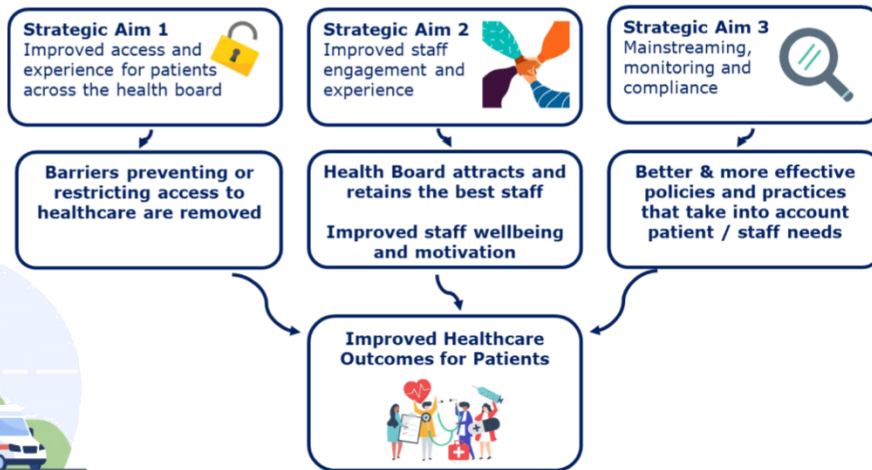 Strategic Aim 1
Improved access and
experience for patients
across the health board
Strategic Aim 2
Improved staff
engagement and
experience
Strategic Aim 3
Mainstreaming,
monitoring and
compliance
Barriers preventing or
restricting access to
healthcare are removed
Health Board attracts and
retains the best staff
Improved staff wellbeing
and motivation
Better & more effective
policies and practices
that take into account
patient / staff needs
Improved Healthcare
Outcomes for Patients